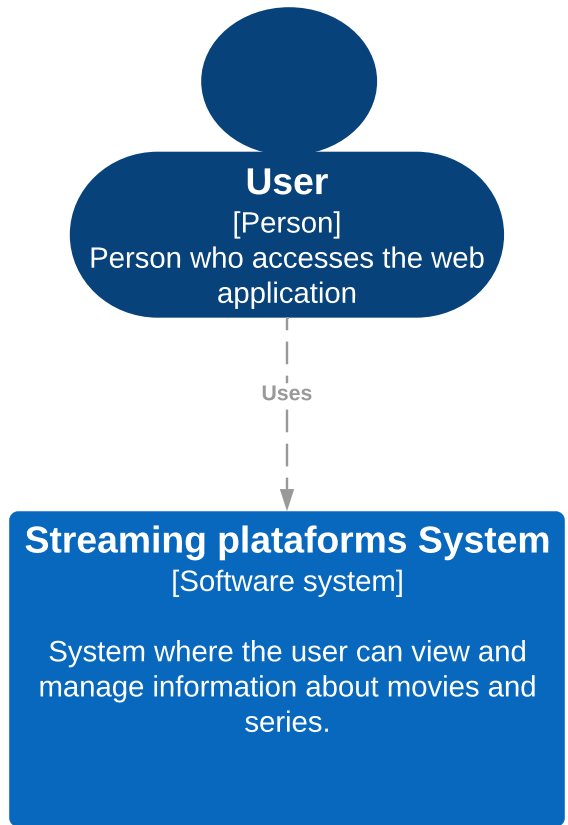 User
[Person]
Person who accesses the web
application
Uses
Streaming plataforms System
[Software system]
System where the user can view and
manage information about movies and
series.